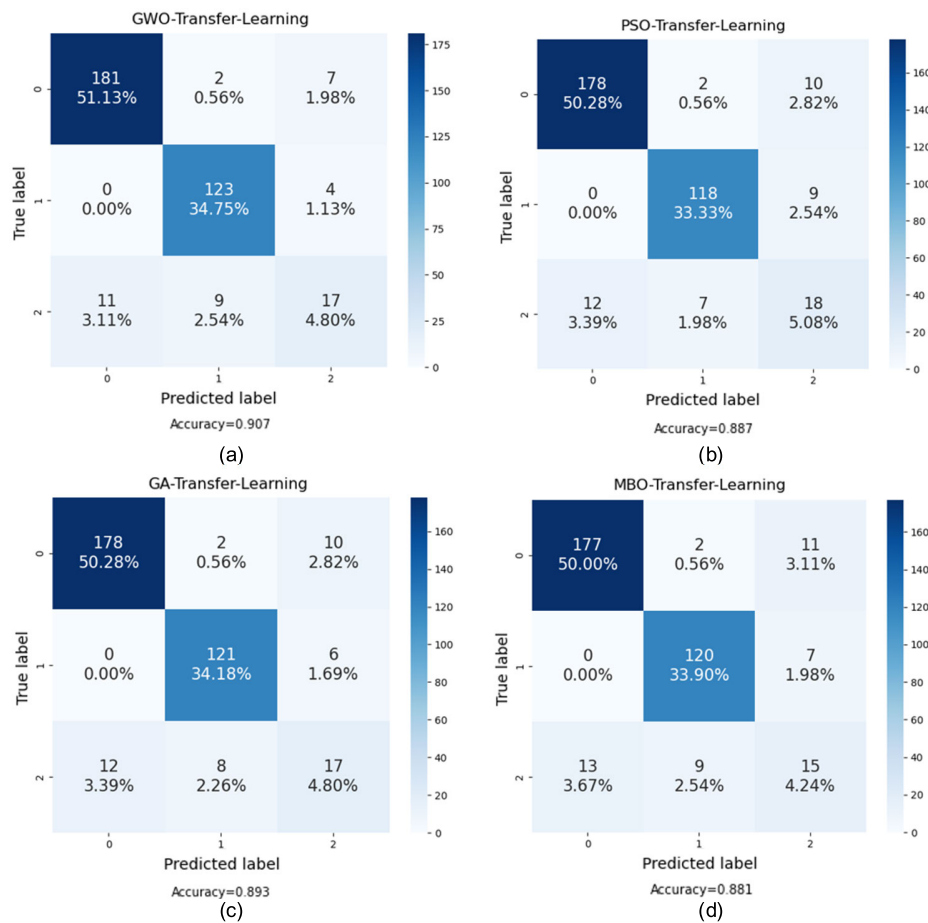 GWO-Transfer-Learning
181 2 7
51.13% 0.56% 1.98%
0 123 4
0.00% 34.75% 1.13%
11 9 17
3.11% 2.54% 4.80%
0
1
2
True label
0 1 2
Predicted label
Accuracy=0.907
175
150
125
100
75
50
25
0
(a)
PSO-Transfer-Learning
178 2 10
50.28% 0.56% 2.82%
0 118 9
0.00% 33.33% 2.54%
12 7 18
3.39% 1.98% 5.08%
0
1
2
True label
0 1 2
Predicted label
Accuracy=0.887
160
140
120
100
80
60
40
20
0
(b)
GA-Transfer-Learning
178 2 10
50.28% 0.56% 2.82%
0 121 6
0.00% 34.18% 1.69%
12 8 17
3.39% 2.26% 4.80%
0
1
2
True label
0 1 2
Predicted label
Accuracy=0.893
160
140
120
100
80
60
40
20
0
(c)
MBO-Transfer-Learning
177 2 11
50.00% 0.56% 3.11%
0 120 7
0.00% 33.90% 1.98%
13 9 15
3.67% 2.54% 4.24%
0
1
2
True label
0 1 2
Predicted label
Accuracy=0.881
160
140
120
100
80
60
40
20
0
(d)